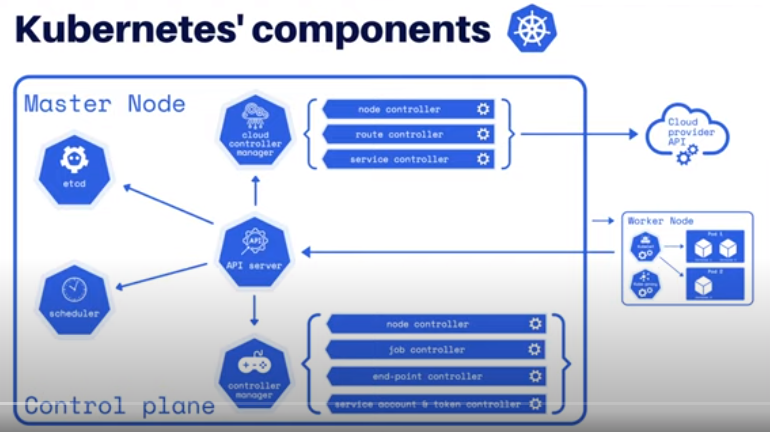 Kubernetes' components
Master Node
etcd
scheduler
cloud
controller
manager
API
API server
controller
manager
node controller
route controller
service controller
node controller
job controller
end-point controller
service account & token controller
Control plane
Cloud
provider
API
Worker Node
Pod 1
Pod 2